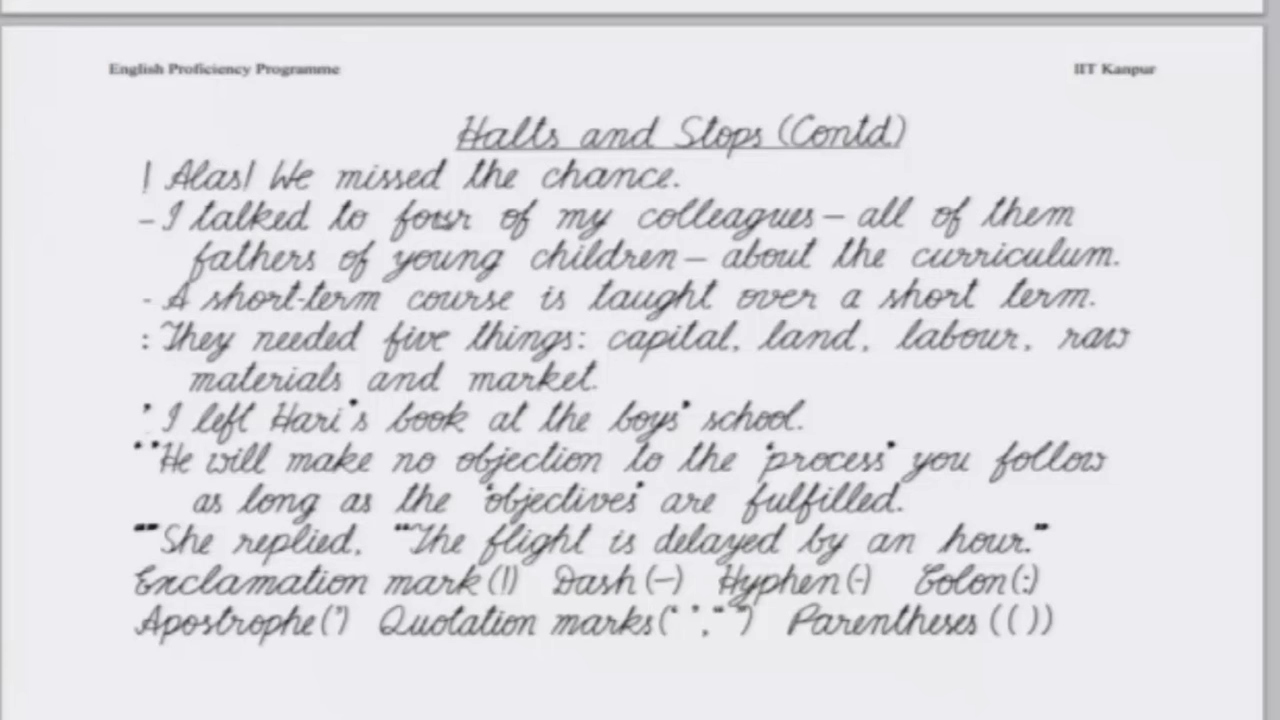 English Proficiency Programme IIT Kanpur
Halts and Stops (Contd.)
! Alas! We missed the chance.
– I talked to four of my colleagues – all of them
fathers of young children – about the curriculum.
- A short-term course is taught over a short term.
: They needed five things: capital, land, labour, raw
materials and market.
’ I left Hari’s book at the boys’ school.
‘ ’ He will make no objection to the ‘process’ you follow
as long as the ‘objectives’ are fulfilled.
“ ” She replied, “The flight is delayed by an hour.”
Exclamation mark (!) Dash (–) Hyphen (-) Colon (:)
Apostrophe (’) Quotation marks (‘ ’, “ ”) Parentheses (( ))